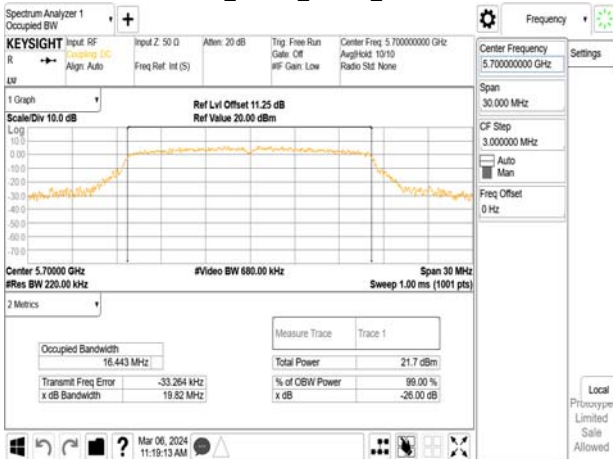 Spectrum Analyzer 1
Occupied BW
Frequency
KEYSIGHT
Input: RF
Coupling: DC
Align: Auto
Input Z: 50 Ω
Freq Ref: Int (S)
Atten: 20 dB
Trig: Free Run
Gate: Off
#IF Gain: Low
Center Freq: 5.700000000 GHz
Avg|Hold: 10/10
Radio Std: None
R
LXI
Center Frequency
5.700000000 GHz
Settings
Span
30.000 MHz
CF Step
3.000000 MHz
Auto
Man
Freq Offset
0 Hz
1 Graph
Scale/Div 10.0 dB
Ref Lvl Offset 11.25 dB
Ref Value 20.00 dBm
Log
10.0
0.00
-10.0
-20.0
-30.0
-40.0
-50.0
-60.0
-70.0
Center 5.70000 GHz
#Res BW 220.00 kHz
#Video BW 680.00 kHz
Span 30 MHz
Sweep 1.00 ms (1001 pts)
2 Metrics
Measure Trace
Trace 1
Occupied Bandwidth
16.443 MHz
Total Power
21.7 dBm
Transmit Freq Error
-33.264 kHz
% of OBW Power
99.00 %
x dB Bandwidth
19.82 MHz
x dB
-26.00 dB
Local
Prototype
Limited
Sale
Allowed
?
Mar 06, 2024
11:19:13 AM